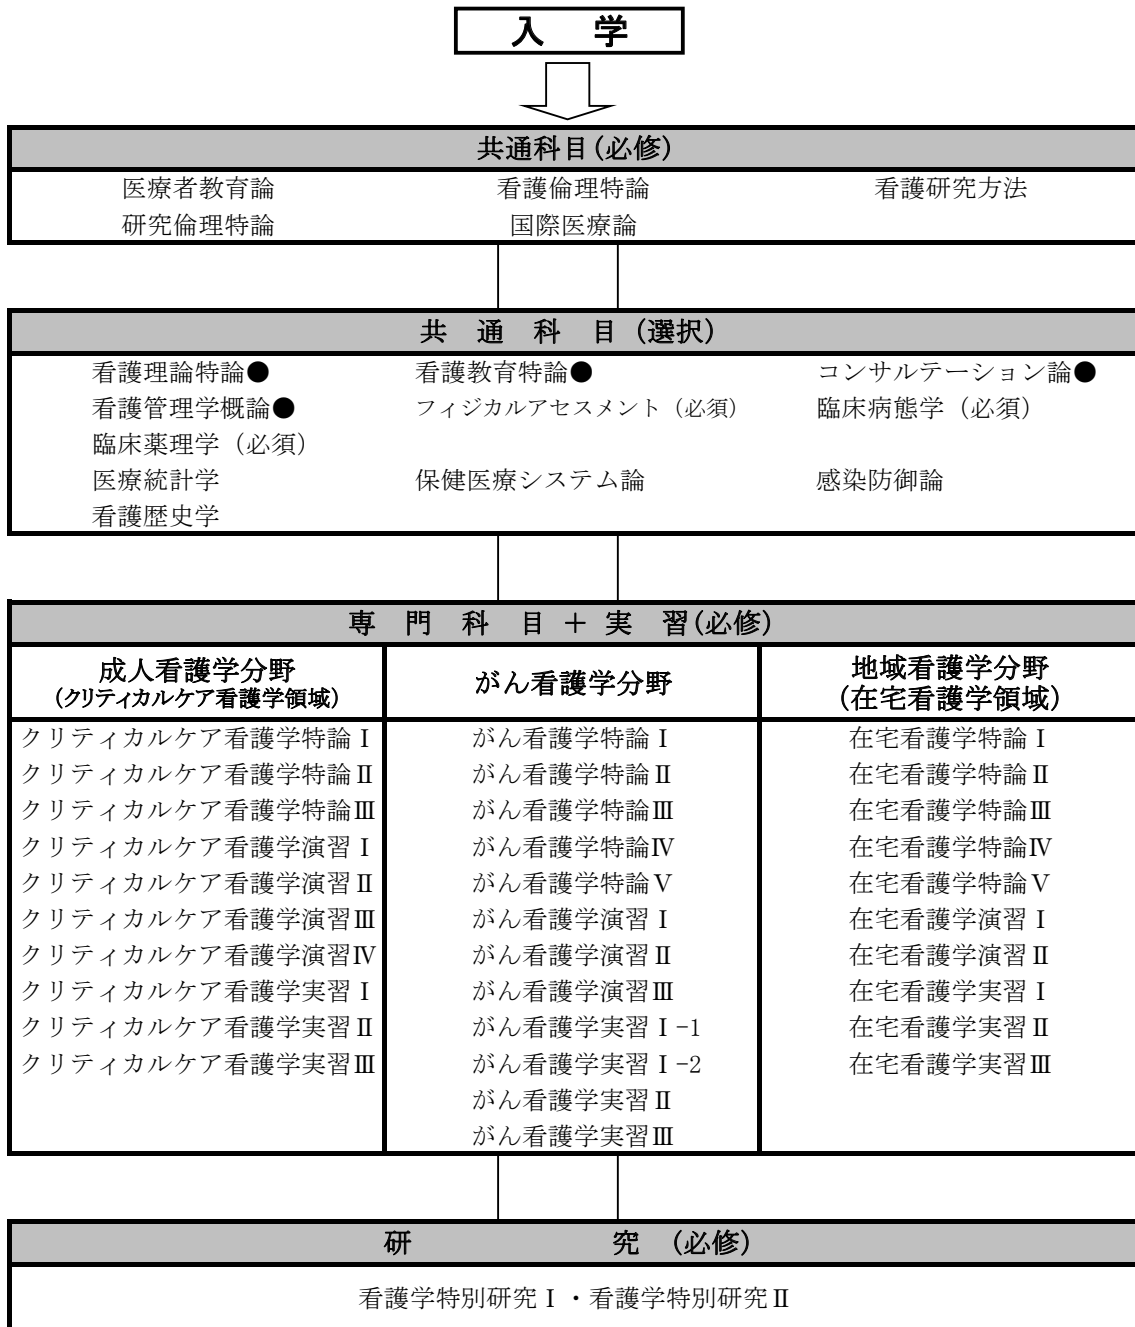 入　学
共通科目(必修)
医療者教育論　看護倫理特論　看護研究方法
研究倫理特論　国際医療論
共　通　科　目 (選択)
看護理論特論●　看護教育特論●　コンサルテーション論●
看護管理学概論●　フィジカルアセスメント（必須）　臨床病態学（必須）
臨床薬理学（必須）
医療統計学　保健医療システム論　感染防御論
看護歴史学
専　門　科　目 ＋ 実　習(必修)
成人看護学分野
(クリティカルケア看護学領域)
がん看護学分野
地域看護学分野
(在宅看護学領域)
クリティカルケア看護学特論Ⅰ　がん看護学特論Ⅰ　在宅看護学特論Ⅰ
クリティカルケア看護学特論Ⅱ　がん看護学特論Ⅱ　在宅看護学特論Ⅱ
クリティカルケア看護学特論Ⅲ　がん看護学特論Ⅲ　在宅看護学特論Ⅲ
クリティカルケア看護学演習Ⅰ　がん看護学特論Ⅳ　在宅看護学特論Ⅳ
クリティカルケア看護学演習Ⅱ　がん看護学特論Ⅴ　在宅看護学特論Ⅴ
クリティカルケア看護学演習Ⅲ　がん看護学演習Ⅰ　在宅看護学演習Ⅰ
クリティカルケア看護学演習Ⅳ　がん看護学演習Ⅱ　在宅看護学演習Ⅱ
クリティカルケア看護学実習Ⅰ　がん看護学演習Ⅲ　在宅看護学実習Ⅰ
クリティカルケア看護学実習Ⅱ　がん看護学実習Ⅰ-1　在宅看護学実習Ⅱ
クリティカルケア看護学実習Ⅲ　がん看護学実習Ⅰ-2　在宅看護学実習Ⅲ
がん看護学実習Ⅱ
がん看護学実習Ⅲ
研　究　(必修)
看護学特別研究Ⅰ・看護学特別研究Ⅱ